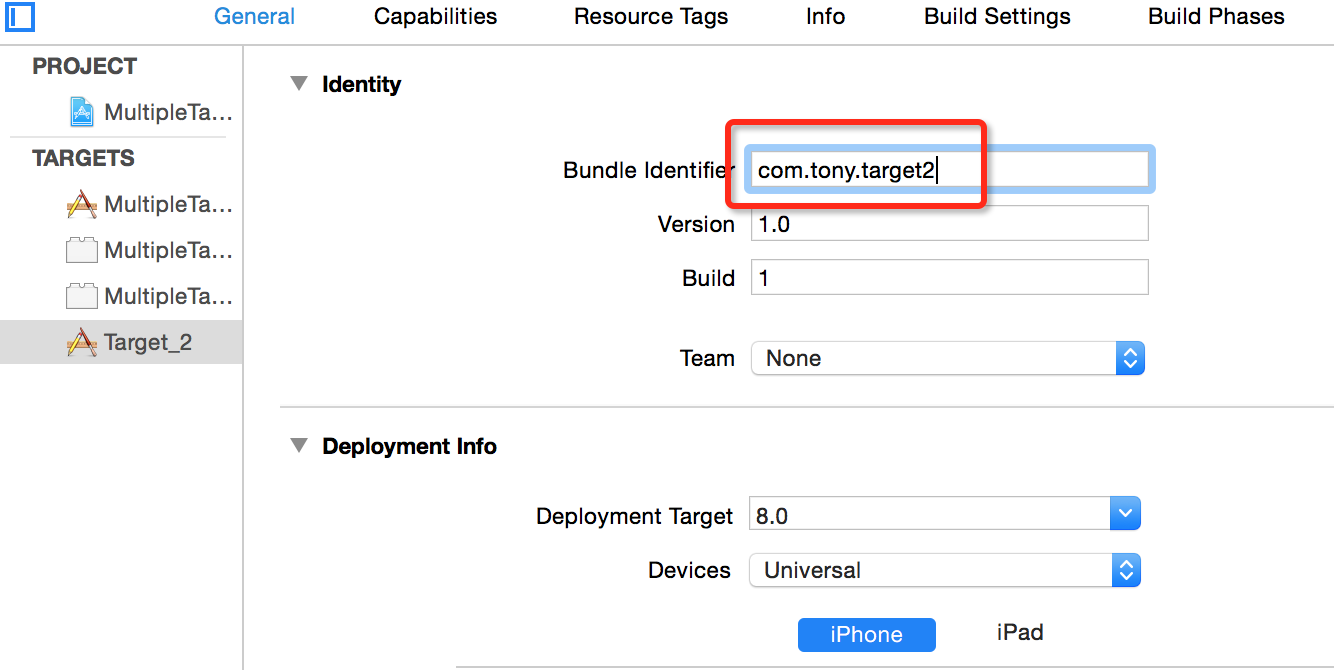 General Capabilities Resource Tags Info Build Settings Build Phases
PROJECT
MultipleTa...
TARGETS
MultipleTa...
MultipleTa...
MultipleTa...
Target_2
Identity
Bundle Identifier com.tony.target2
Version 1.0
Build 1
Team None
Deployment Info
Deployment Target 8.0
Devices Universal
iPhone iPad